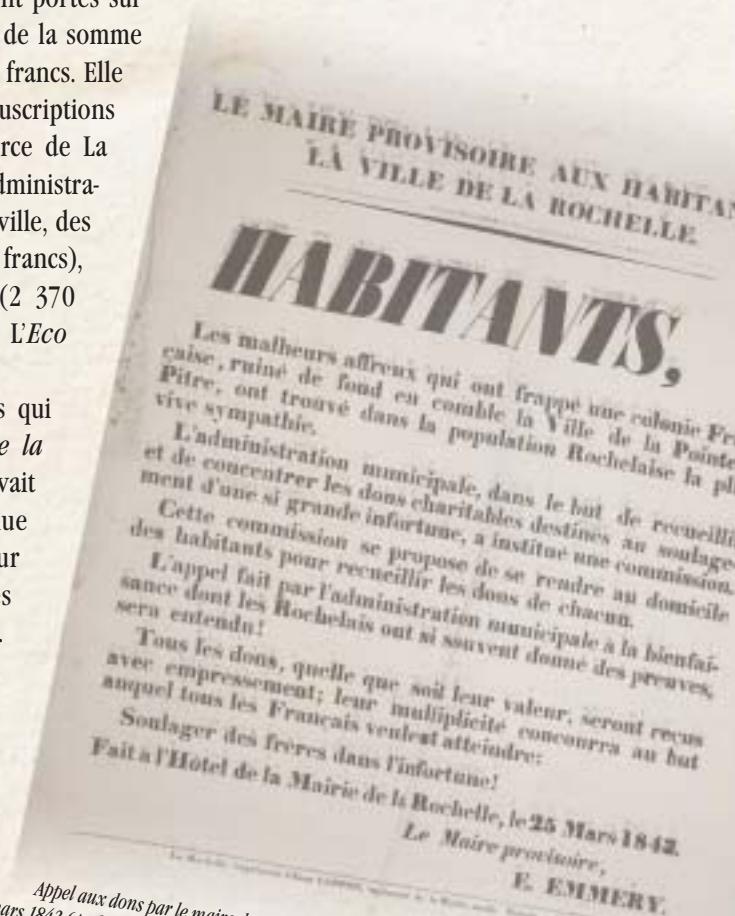 nt portés sur
de la somme
francs. Elle
uscriptions
rce de La
dministra-
ville, des
francs),
(2 370
L'Eco
s qui
e la
vait
ue
ur
es
.
LE MAIRE PROVISOIRE AUX HABITAN
LA VILLE DE LA ROCHELLE
HABITANTS,
Les malheurs affreux qui ont frappé une colonie Fra
çaise, ruiné de fond en comble la Ville de la Pointe
Pitre, ont trouvé dans la population Rochelaise la pl
vive sympathie.
L'administration municipale, dans le but de recueilli
et de concentrer les dons charitables destinés au soulage-
ment d'une si grande infortune, a institué une commission.
Cette commission se propose de se rendre au domicile
des habitants pour recueillir les dons de chacun.
L'appel fait par l'administration municipale à la bienfai-
sance dont les Rochelais ont si souvent donné des preuves,
sera entendu!
Tous les dons, quelle que soit leur valeur, seront reçus
avec empressement; leur multiplicité concourra au but
auquel tous les Français veulent atteindre:
Soulager des frères dans l'infortune!
Fait à l'Hôtel de la Mairie de la Rochelle, le 25 Mars 1843.
Le Maire provisoire,
E. EMMERY.
Appel aux dons par le maire
mars 1843